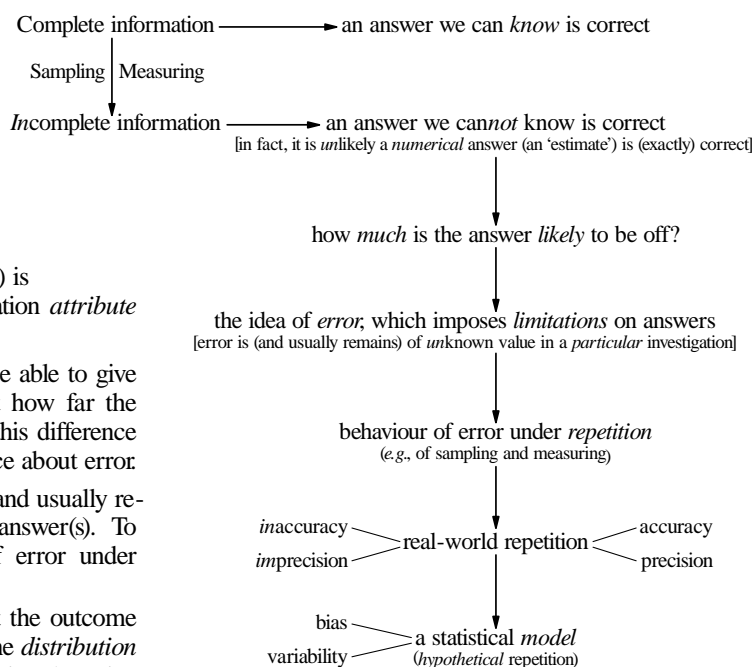 Complete information an answer we can know is correct
Sampling Measuring
Incomplete information an answer we cannot know is correct
[in fact, it is unlikely a numerical answer (an ‘estimate’) is (exactly) correct]
how much is the answer likely to be off?
the idea of error, which imposes limitations on answers
[error is (and usually remains) of unknown value in a particular investigation]
behaviour of error under repetition
(e.g., of sampling and measuring)
inaccuracy accuracy
real-world repetition
imprecision precision
bias
a statistical model
variability (hypothetical repetition)
) is
ation attribute
e able to give
how far the
his difference
ce about error.
and usually re-
answer(s). To
f error under
the outcome
ne distribution